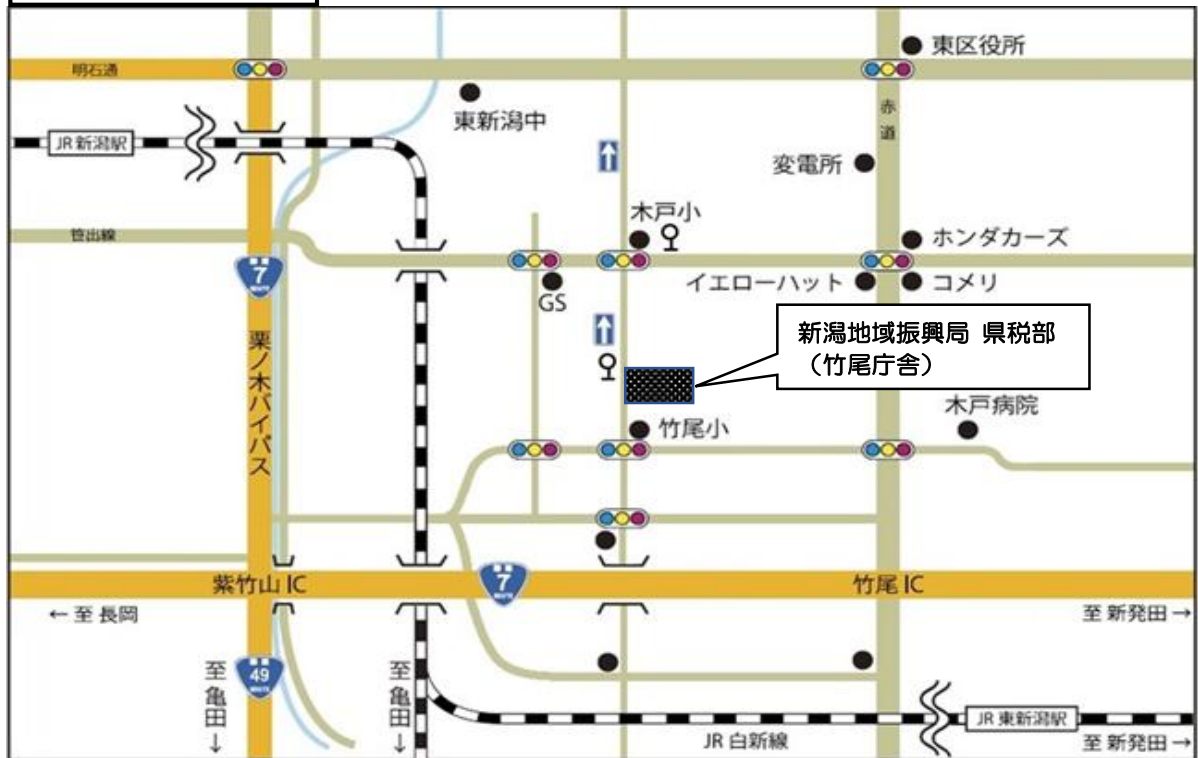 東区役所
明石通
東新潟中
赤道
JR 新潟駅
変電所
木戸小
笹出線
ホンダカーズ
7
イエローハット
コメリ
GS
新潟地域振興局 県税部
（竹尾庁舎）
栗ノ木バイパス
木戸病院
竹尾小
紫竹山 IC
7
竹尾 IC
← 至 長岡
至 新発田 →
至 亀田 ↓
49
至 亀田 ↓
JR 東新潟駅
JR 白新線
至 新発田 →